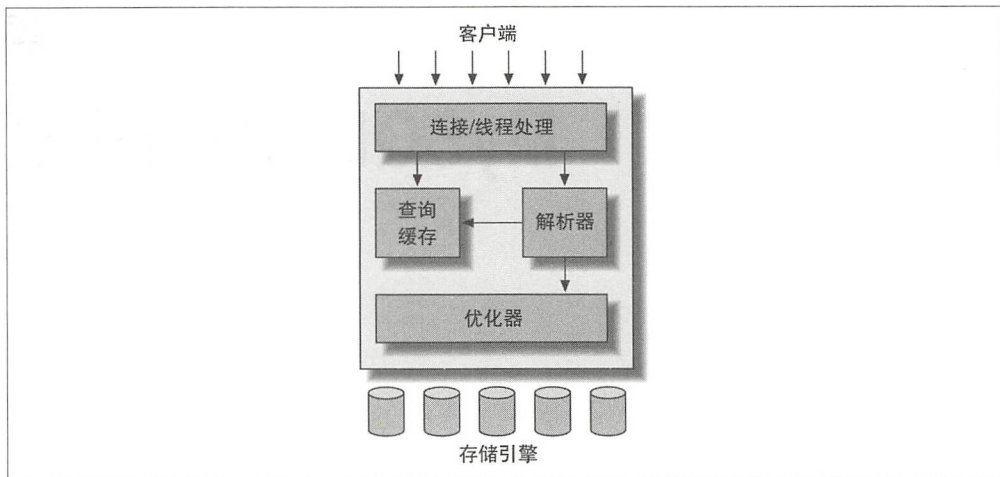 客户端
连接/线程处理
查询
缓存
解析器
优化器
存储引擎